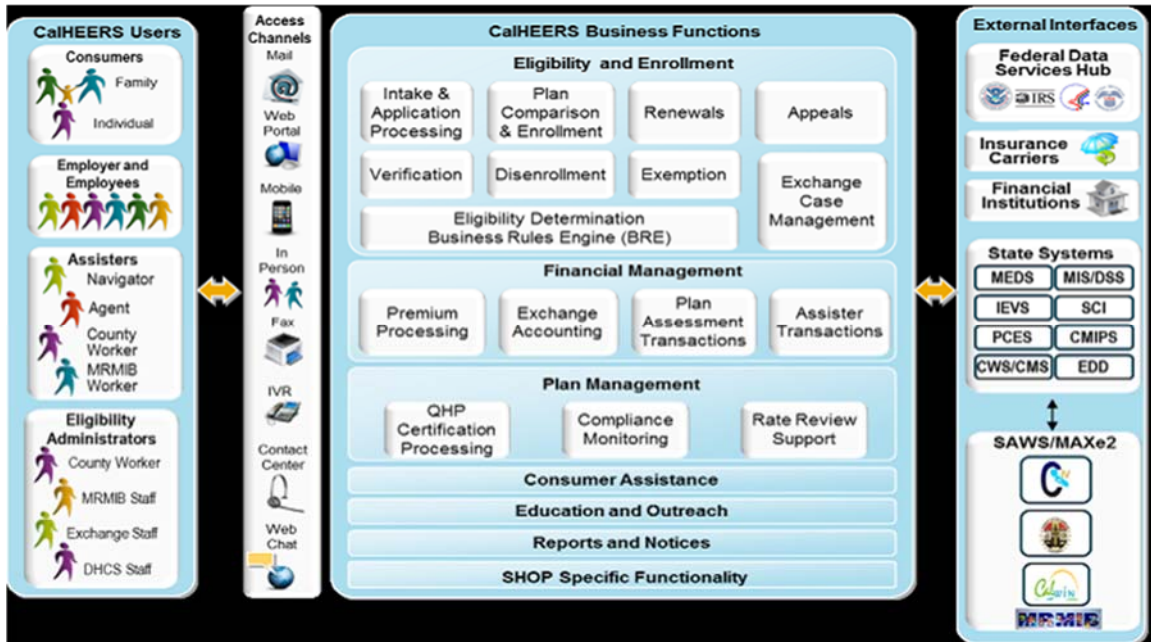 CalHEERS Users
Consumers
Family
Individual
Employer and
Employees
Assisters
Navigator
Agent
County
Worker
MRMIB
Worker
Eligibility
Administrators
County Worker
MRMIB Staff
Exchange Staff
DHCS Staff
Access
Channels
Mail
Web
Portal
Mobile
In
Person
Fax
IVR
Contact
Center
Web
Chat
CalHEERS Business Functions
Eligibility and Enrollment
Intake &
Application
Processing
Plan
Comparison
& Enrollment
Renewals
Appeals
Verification
Disenrollment
Exemption
Exchange
Case
Management
Eligibility Determination
Business Rules Engine (BRE)
Financial Management
Premium
Processing
Exchange
Accounting
Plan
Assessment
Transactions
Assister
Transactions
Plan Management
QHP
Certification
Processing
Compliance
Monitoring
Rate Review
Support
Consumer Assistance
Education and Outreach
Reports and Notices
SHOP Specific Functionality
External Interfaces
Federal Data
Services Hub
IRS
Insurance
Carriers
Financial
Institutions
State Systems
MEDS
MIS/DSS
IEVS
SCI
PCES
CMIPS
CWS/CMS
EDD
SAWS/MAXe2
CalWIN
MRMIB